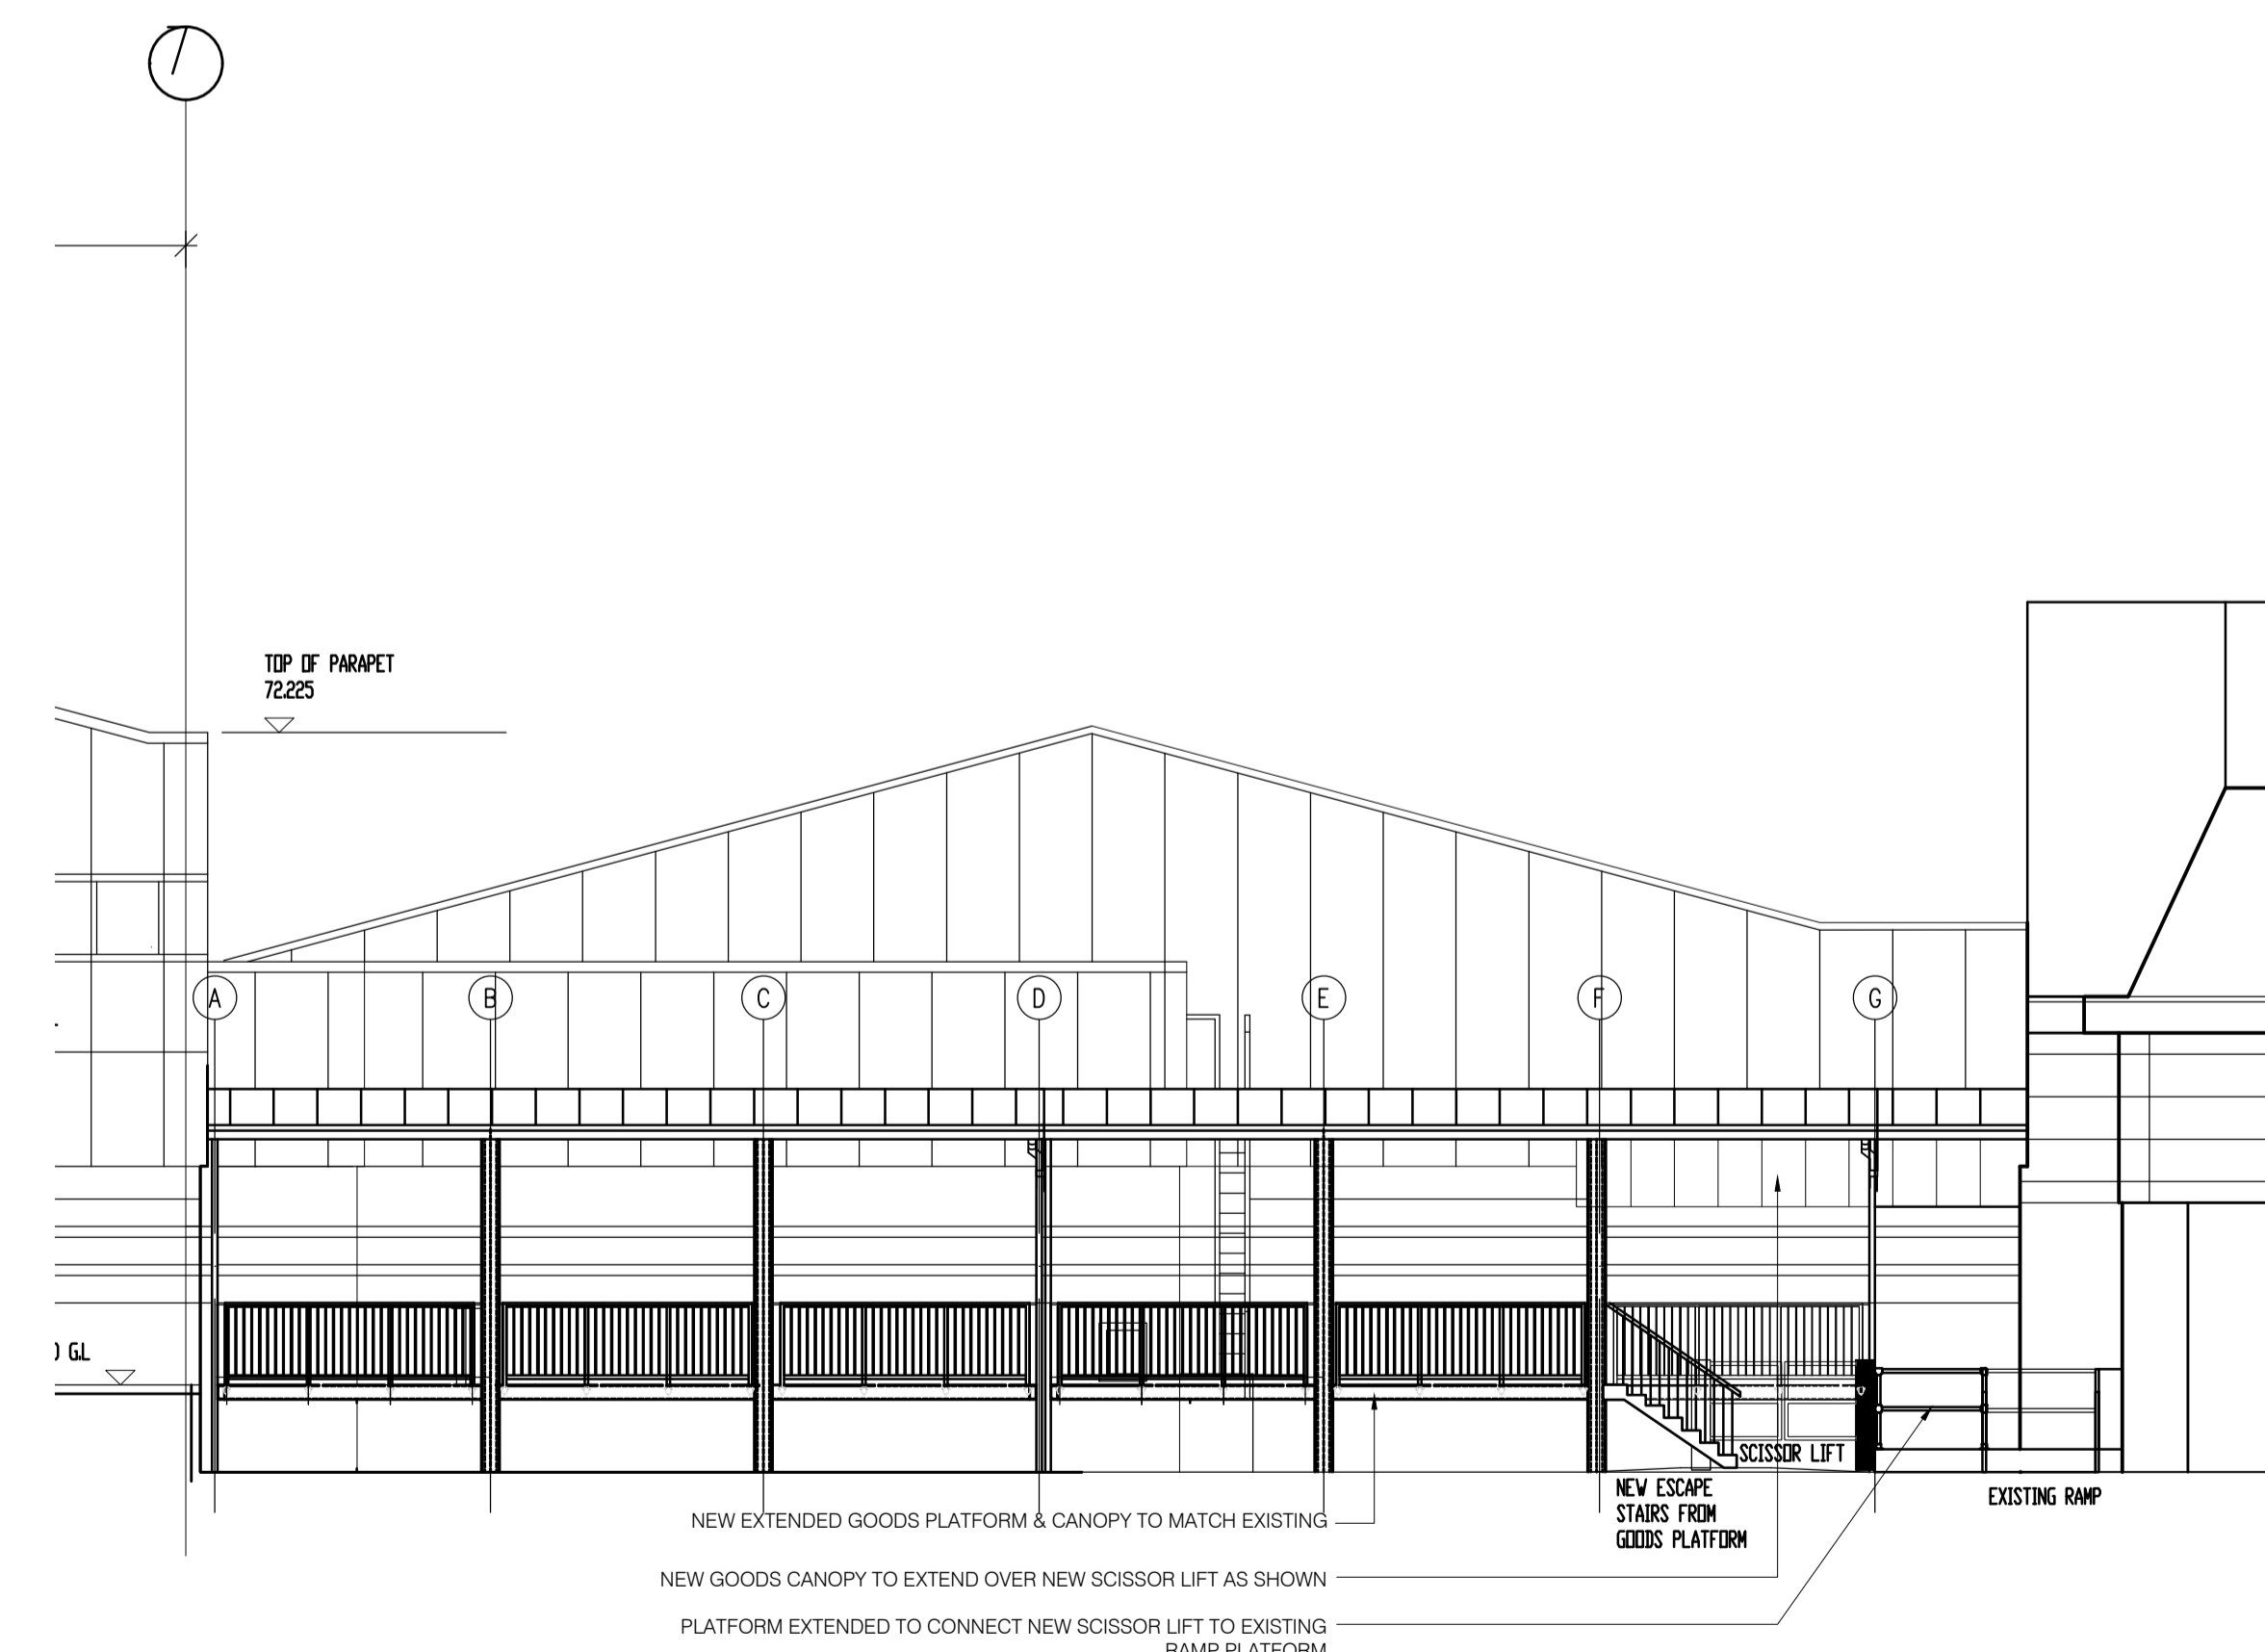 TOP OF PARAPET
72.225
A B C D E F G
G.L
SCISSOR LIFT
NEW ESCAPE
STAIRS FROM
GOODS PLATFORM
EXISTING RAMP
NEW EXTENDED GOODS PLATFORM & CANOPY TO MATCH EXISTING
NEW GOODS CANOPY TO EXTEND OVER NEW SCISSOR LIFT AS SHOWN
PLATFORM EXTENDED TO CONNECT NEW SCISSOR LIFT TO EXISTING
RAMP PLATFORM